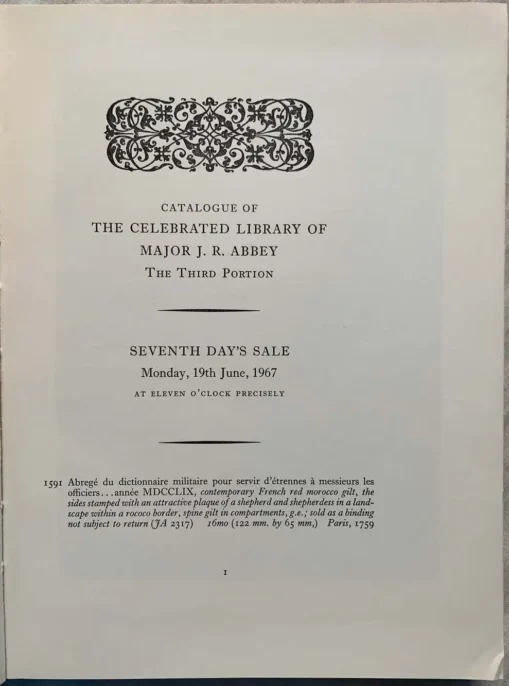 CATALOGUE OF
THE CELEBRATED LIBRARY OF
MAJOR J. R. ABBEY
THE THIRD PORTION
SEVENTH DAY'S SALE
Monday, 19th June, 1967
AT ELEVEN O'CLOCK PRECISELY
1591 Abregé du dictionnaire militaire pour servir d'étrennes à messieurs les
officiers...année MDCCLIX, contemporary French red morocco gilt, the
sides stamped with an attractive plaque of a shepherd and shepherdess in a land-
scape within a rococo border, spine gilt in compartments, g.e.; sold as a binding
not subject to return (JA 2317) 16mo (122 mm. by 65 mm,) Paris, 1759
1